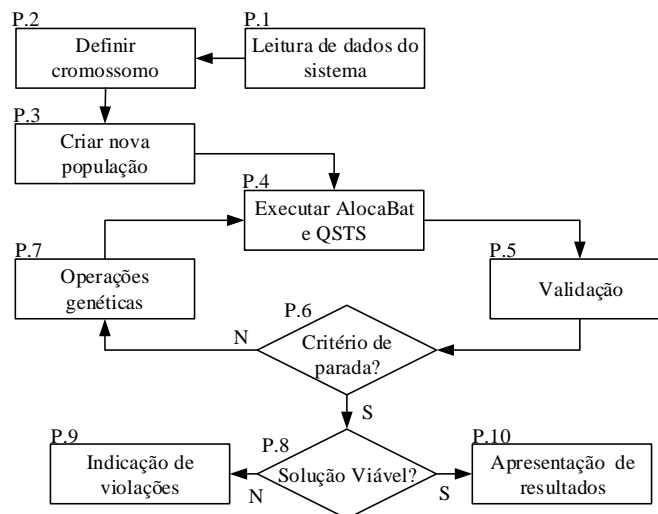 P.1
Leitura de dados do
sistema
P.2
Definir
cromossomo
P.3
Criar nova
população
P.4
Executar AlocaBat
e QSTS
P.5
Validação
P.6
Critério de
parada?
N
S
P.7
Operações
genéticas
P.8
Solução Viável?
N
S
P.9
Indicação de
violações
P.10
Apresentação de
resultados